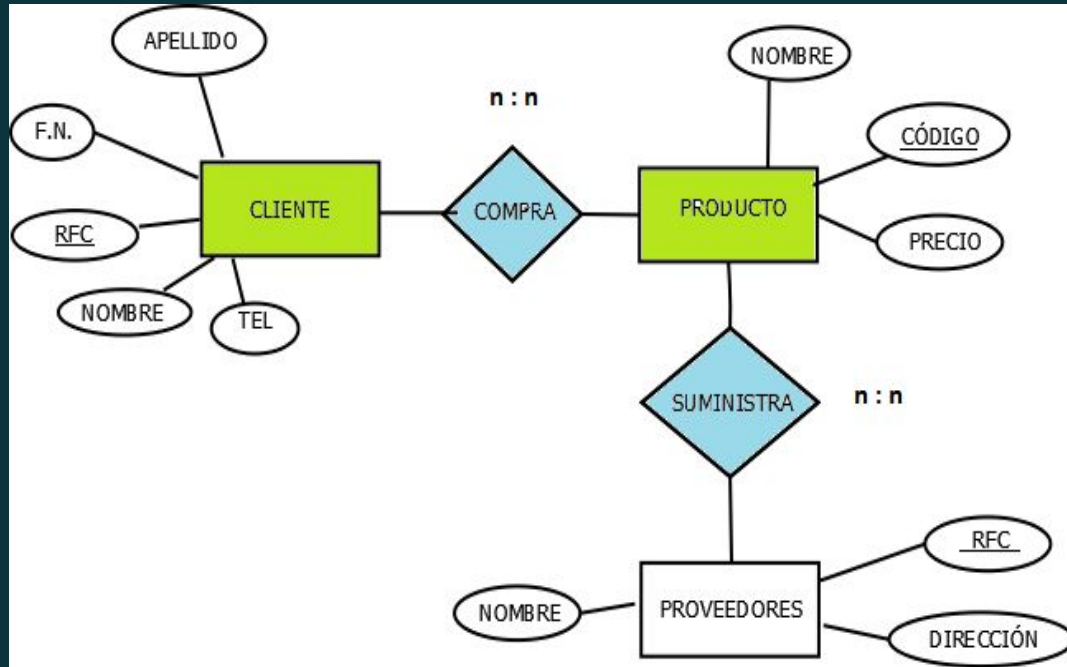 APELLIDO
NOMBRE
n : n
F.N.
CÓDIGO
CLIENTE
COMPRA
PRODUCTO
RFC
PRECIO
NOMBRE
TEL
SUMINISTRA
n : n
RFC
NOMBRE
PROVEEDORES
DIRECCIÓN